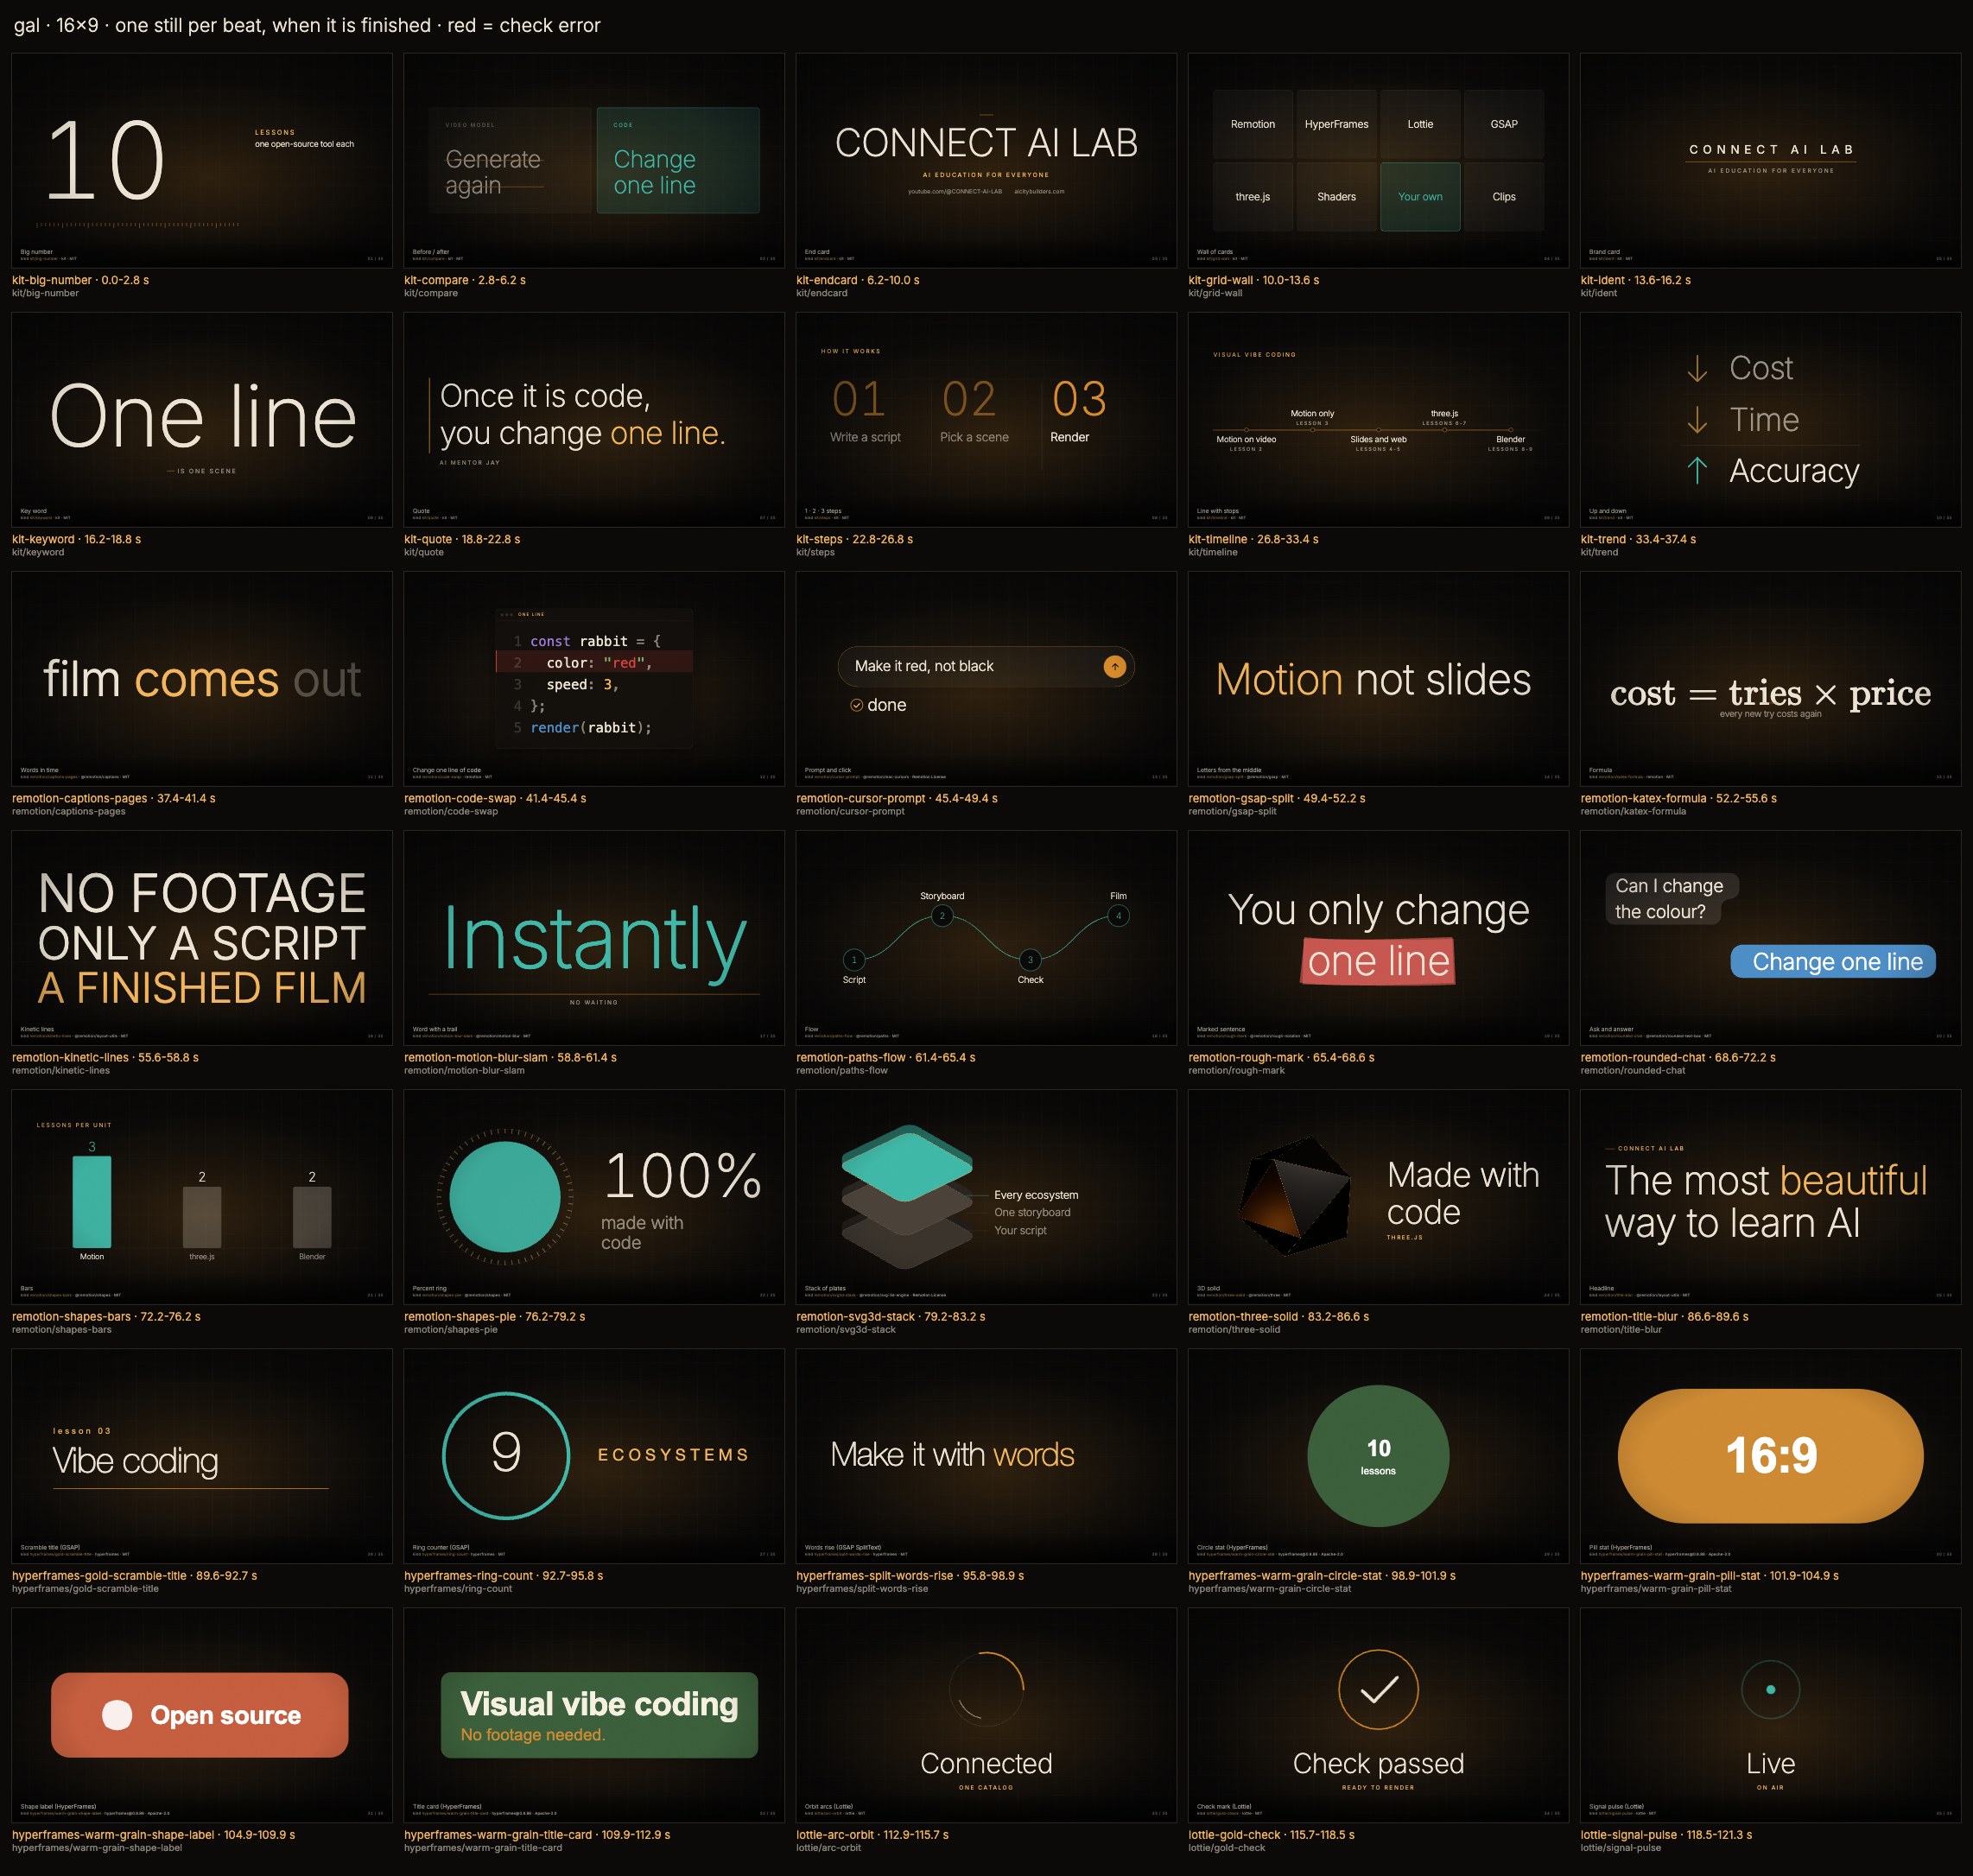 gal · 16×9 · one still per beat, when it is finished · red = check error
10
LESSONS
one open-source tool each
Big number
kit-big-number · 0.0-2.8 s
kit/big-number
VIDEO MODEL
Generate
again
CODE
Change
one line
Before / after
kit-compare · 2.8-6.2 s
kit/compare
CONNECT AI LAB
AI EDUCATION FOR EVERYONE
youtube.com/@CONNECT-AI-LAB aicitybuilders.com
End card
kit-endcard · 6.2-10.0 s
kit/endcard
Remotion
HyperFrames
Lottie
GSAP
three.js
Shaders
Your own
Clips
Wall of cards
kit-grid-wall · 10.0-13.6 s
kit/grid-wall
CONNECT AI LAB
AI EDUCATION FOR EVERYONE
Brand card
kit-ident · 13.6-16.2 s
kit/ident
One line
IS ONE SCENE
Key word
kit-keyword · 16.2-18.8 s
kit/keyword
Once it is code,
you change one line.
AI MENTOR JAY
Quote
kit-quote · 18.8-22.8 s
kit/quote
HOW IT WORKS
01
02
03
Write a script
Pick a scene
Render
1 · 2 · 3 steps
kit-steps · 22.8-26.8 s
kit/steps
VISUAL VIBE CODING
Motion only
LESSON 3
three.js
LESSONS 6-7
Motion on video
LESSON 2
Slides and web
LESSONS 4-5
Blender
LESSONS 8-9
Line with stops
kit-timeline · 26.8-33.4 s
kit/timeline
Cost
Time
Accuracy
Up and down
kit-trend · 33.4-37.4 s
kit/trend
film comes out
Words in time
remotion-captions-pages · 37.4-41.4 s
remotion/captions-pages
ONE LINE
1 const rabbit = {
2 color: "red",
3 speed: 3,
4 };
5 render(rabbit);
Change one line of code
remotion-code-swap · 41.4-45.4 s
remotion/code-swap
Make it red, not black
done
Prompt and click
remotion-cursor-prompt · 45.4-49.4 s
remotion/cursor-prompt
Motion not slides
Letters from the middle
remotion-gsap-split · 49.4-52.2 s
remotion/gsap-split
cost = tries × price
every new try costs again
Formula
remotion-katex-formula · 52.2-55.6 s
remotion/katex-formula
NO FOOTAGE
ONLY A SCRIPT
A FINISHED FILM
Kinetic lines
remotion-kinetic-lines · 55.6-58.8 s
remotion/kinetic-lines
Instantly
NO WAITING
Word with a trail
remotion-motion-blur-slam · 58.8-61.4 s
remotion/motion-blur-slam
Storyboard
Film
1
2
3
4
Script
Check
Flow
remotion-paths-flow · 61.4-65.4 s
remotion/paths-flow
You only change
one line
Marked sentence
remotion-rough-mark · 65.4-68.6 s
remotion/rough-mark
Can I change
the colour?
Change one line
Ask and answer
remotion-rounded-chat · 68.6-72.2 s
remotion/rounded-chat
LESSONS PER UNIT
3
2
2
Motion
three.js
Blender
Bars
remotion-shapes-bars · 72.2-76.2 s
remotion/shapes-bars
100%
made with
code
Percent ring
remotion-shapes-pie · 76.2-79.2 s
remotion/shapes-pie
Every ecosystem
One storyboard
Your script
Stack of plates
remotion-svg3d-stack · 79.2-83.2 s
remotion/svg3d-stack
Made with
code
THREE.JS
3D solid
remotion-three-solid · 83.2-86.6 s
remotion/three-solid
CONNECT AI LAB
The most beautiful
way to learn AI
Headline
remotion-title-blur · 86.6-89.6 s
remotion/title-blur
lesson 03
Vibe coding
Scramble title (GSAP)
hyperframes-gold-scramble-title · 89.6-92.7 s
hyperframes/gold-scramble-title
9
ECOSYSTEMS
Ring counter (GSAP)
hyperframes-ring-count · 92.7-95.8 s
hyperframes/ring-count
Make it with words
Words rise (GSAP SplitText)
hyperframes-split-words-rise · 95.8-98.9 s
hyperframes/split-words-rise
10
lessons
Circle stat (HyperFrames)
hyperframes-warm-grain-circle-stat · 98.9-101.9 s
hyperframes/warm-grain-circle-stat
16:9
Pill stat (HyperFrames)
hyperframes-warm-grain-pill-stat · 101.9-104.9 s
hyperframes/warm-grain-pill-stat
Open source
Shape label (HyperFrames)
hyperframes-warm-grain-shape-label · 104.9-109.9 s
hyperframes/warm-grain-shape-label
Visual vibe coding
No footage needed.
Title card (HyperFrames)
hyperframes-warm-grain-title-card · 109.9-112.9 s
hyperframes/warm-grain-title-card
Connected
ONE CATALOG
Orbit arcs (Lottie)
lottie-arc-orbit · 112.9-115.7 s
lottie/arc-orbit
Check passed
READY TO RENDER
Check mark (Lottie)
lottie-gold-check · 115.7-118.5 s
lottie/gold-check
Live
ON AIR
Signal pulse (Lottie)
lottie-signal-pulse · 118.5-121.3 s
lottie/signal-pulse